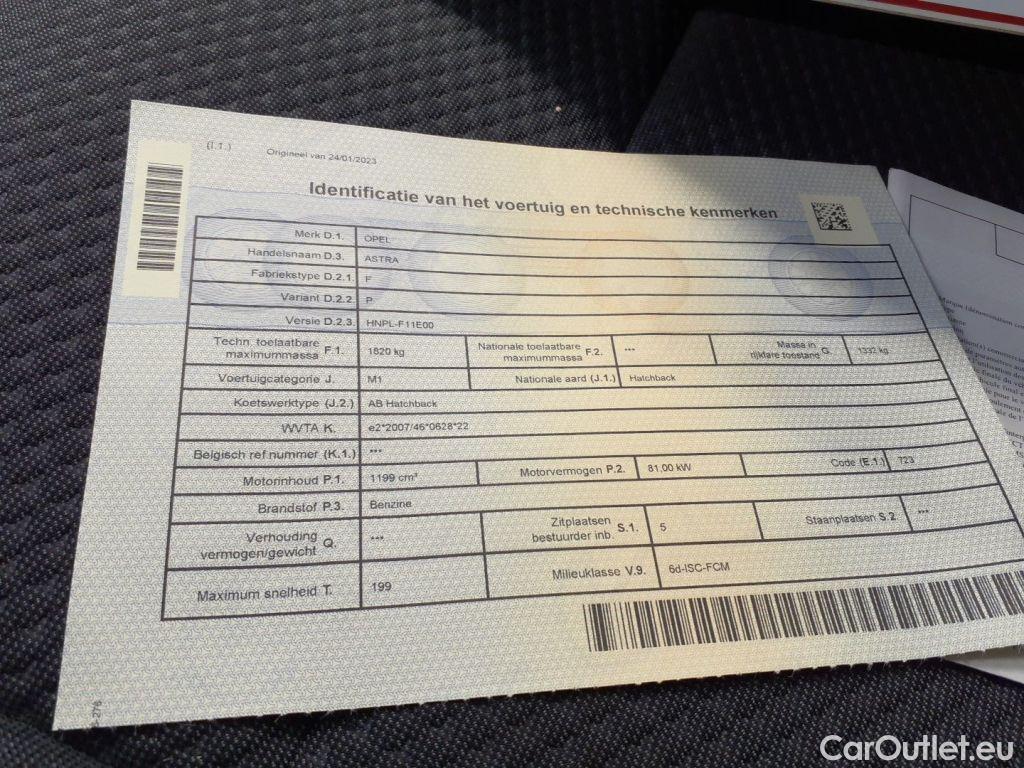 (I.1.) Origineel van 24/01/2023
Identificatie van het voertuig en technische kenmerken
Merk D.1. OPEL
Handelsnaam D.3. ASTRA
Fabriekstype D.2.1. F
Variant D.2.2. P
Versie D.2.3. HNPL-F11E00
Techn. toelaatbare
maximummassa F.1. 1820 kg
Nationale toelaatbare
maximummassa F.2. ***
Massa in
rijklare toestand G. 1332 kg
Voertuigcategorie J. M1 Nationale aard (J.1.) Hatchback
Koetswerktype (J.2.) AB Hatchback
WVTA K. e2*2007/46*0628*22
Belgisch ref nummer (K.1.) ***
Motorinhoud P.1. 1199 cm³ Motorvermogen P.2. 81,00 kW Code (E.1.) 723
Brandstof P.3. Benzine
Verhouding
vermogen/gewicht Q. ***
Zitplaatsen
bestuurder inb. S.1. 5
Staanplaatsen S.2. ***
Maximum snelheid T. 199 Milieuklasse V.9. 6d-ISC-FCM
CarOutlet.eu